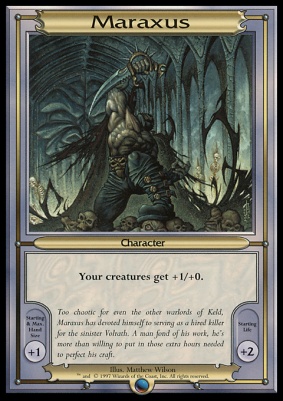 Maraxus
Character
Your creatures get +1/+0.
Too chaotic for even the other warlords of Keld,
Maraxus has devoted himself to serving as a hired killer
for the sinister Volrath. A man fond of his work, he's
more than willing to put in those extra hours needed
to perfect his craft.
Starting
& Max.
Hand
Size
+1
Starting
Life
+2
Illus. Matthew Wilson
™ and © 1997 Wizards of the Coast, Inc. All rights reserved.